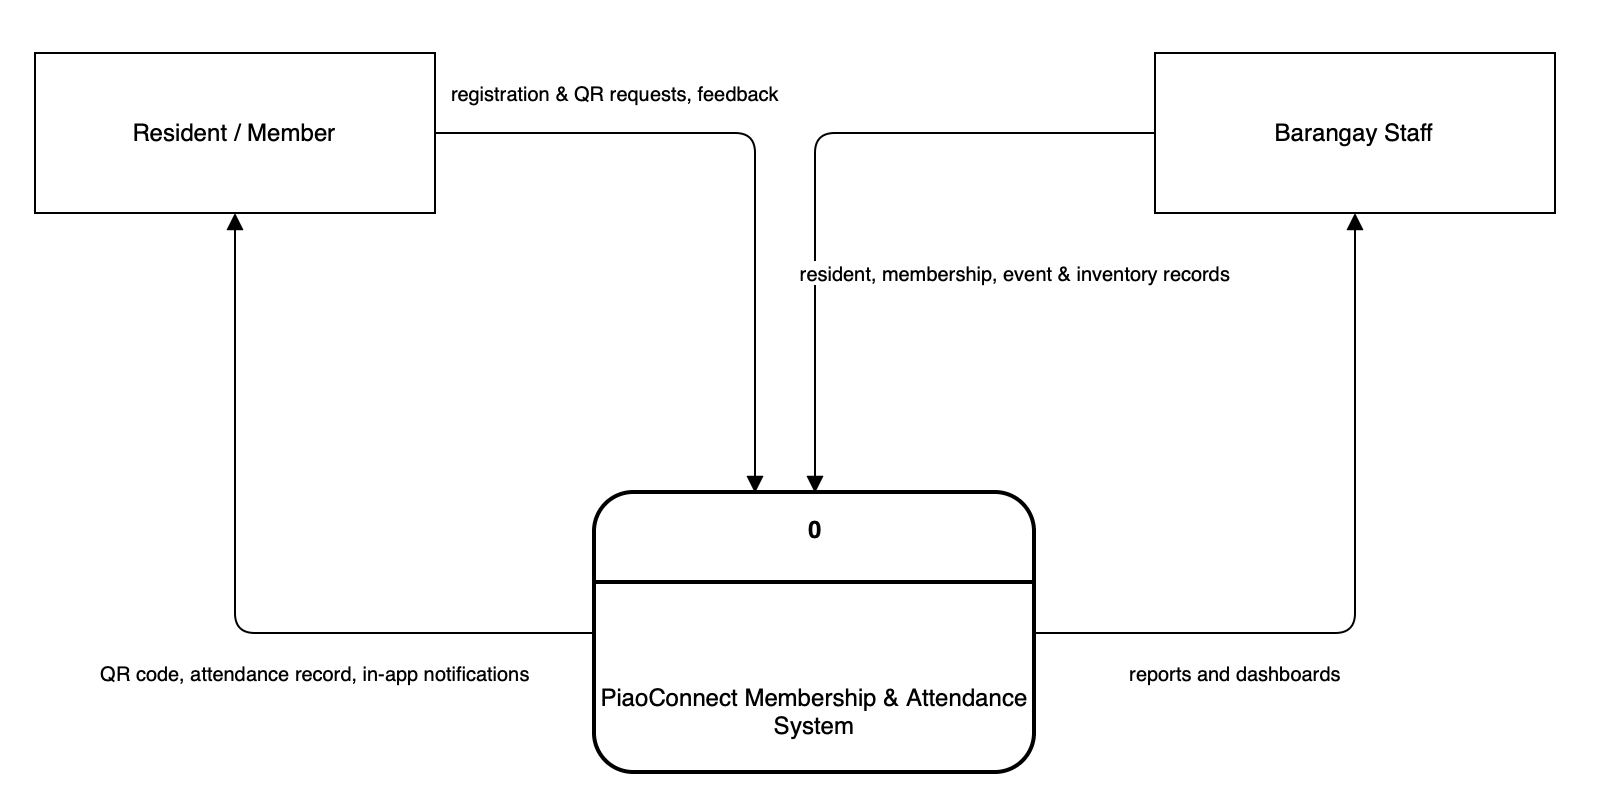 registration & QR requests, feedback
Resident / Member
Barangay Staff
resident, membership, event & inventory records
0
QR code, attendance record, in-app notifications
reports and dashboards
PiaoConnect Membership & Attendance
System